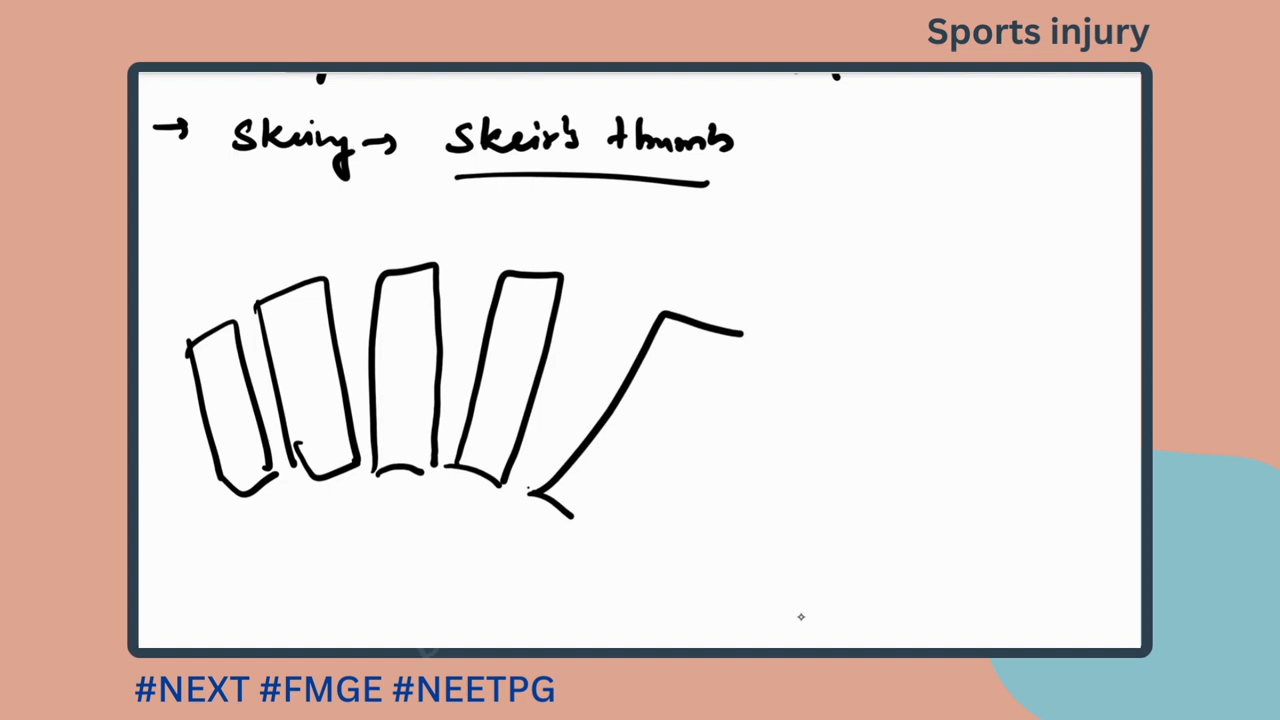 Sports injury
→ Skiing → Skeir's thumb
#NEXT #FMGE #NEETPG